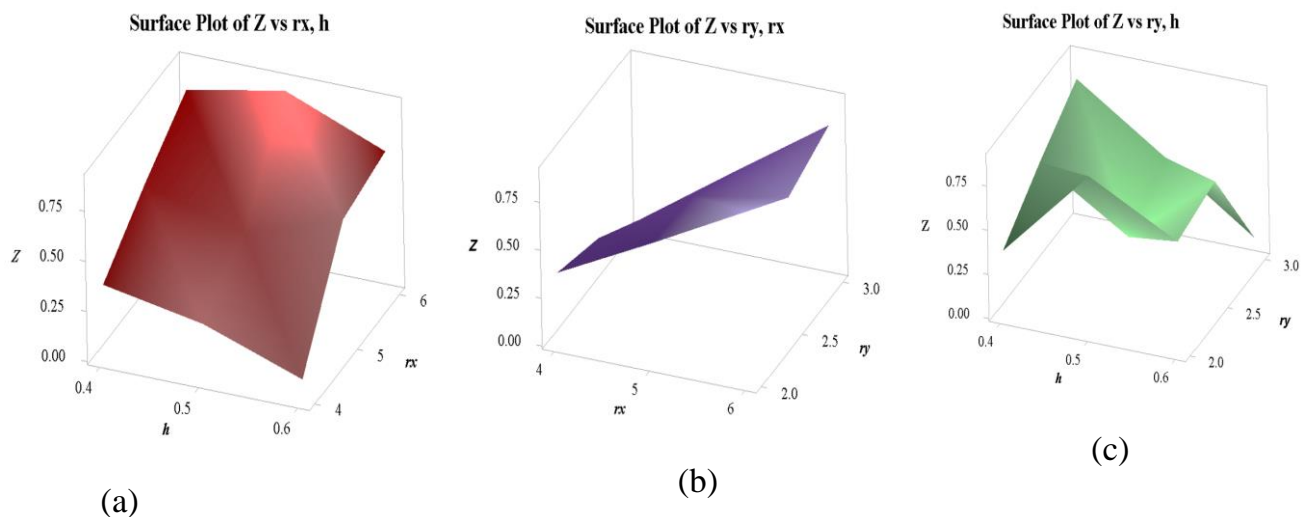 Surface Plot of Z vs rx, h
0.75
0.50
0.25
0.00
Z
0.4
0.5
0.6
h
4
5
6
rx
(a)
Surface Plot of Z vs ry, rx
0.75
0.50
0.25
0.00
Z
4
5
6
rx
2.0
2.5
3.0
ry
(b)
Surface Plot of Z vs ry, h
0.75
0.50
0.25
0.00
Z
0.4
0.5
0.6
h
2.0
2.5
3.0
ry
(c)